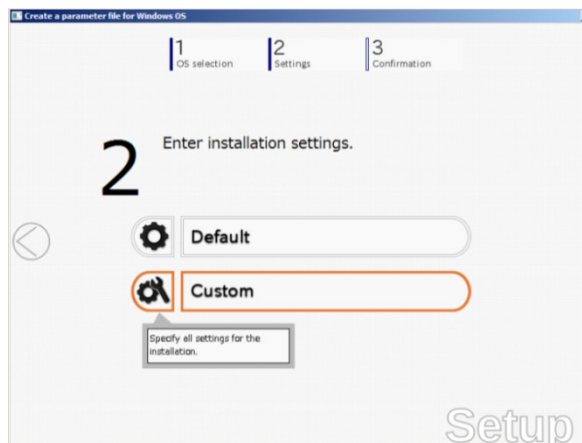 Create a parameter file for Windows OS
1
OS selection
2
Settings
3
Confirmation
2
Enter installation settings.
Default
Custom
Specify all settings for the
installation.
Setup